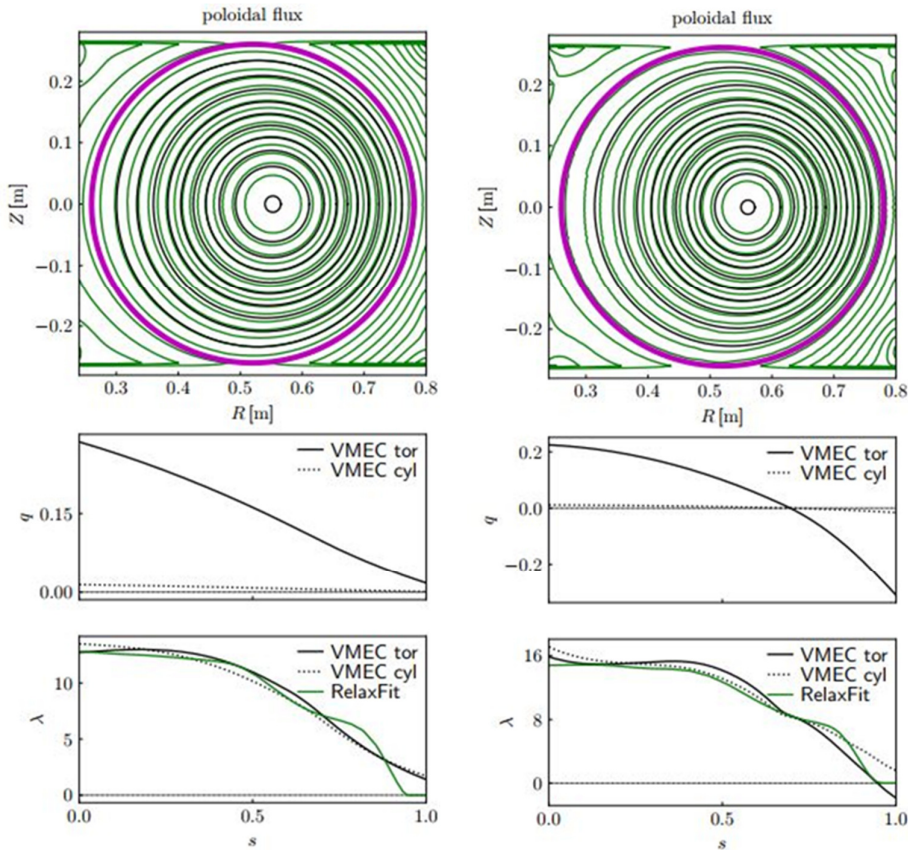 poloidal flux
Z [m]
0.2
0.1
0.0
−0.1
−0.2
0.3 0.4 0.5 0.6 0.7 0.8
R [m]
poloidal flux
Z [m]
0.2
0.1
0.0
−0.1
0.2
0.3 0.4 0.5 0.6 0.7 0.8
R [m]
q
0.15
0.00
VMEC tor
VMEC cyl
q
0.2
0.0
−0.2
VMEC tor
VMEC cyl
λ
10
5
0
VMEC tor
VMEC cyl
RelaxFit
0.0 0.5 1.0
s
λ
16
8
0
VMEC tor
VMEC cyl
RelaxFit
0.0 0.5 1.0
s